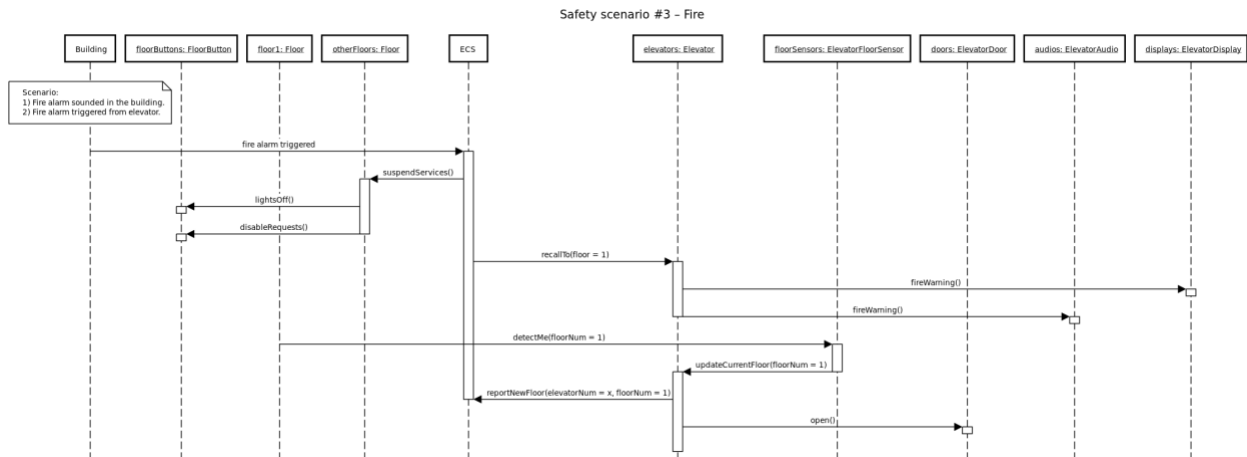 Safety scenario #3 – Fire
Building
floorButtons: FloorButton
floor1: Floor
otherFloors: Floor
ECS
elevators: Elevator
floorSensors: ElevatorFloorSensor
doors: ElevatorDoor
audios: ElevatorAudio
displays: ElevatorDisplay
Scenario:
1) Fire alarm sounded in the building.
2) Fire alarm triggered from elevator.
fire alarm triggered
suspendServices()
lightsOff()
disableRequests()
recallTo(floor = 1)
fireWarning()
fireWarning()
detectMe(floorNum = 1)
updateCurrentFloor(floorNum = 1)
reportNewFloor(elevatorNum = x, floorNum = 1)
open()